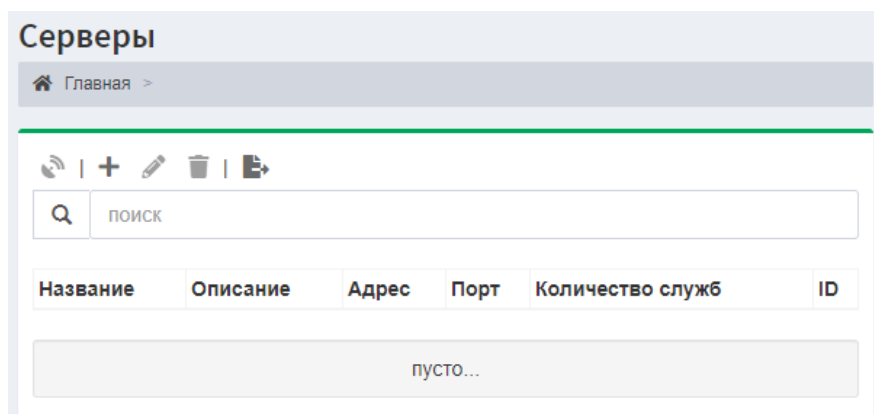 Серверы
Главная >
поиск
Название Описание Адрес Порт Количество служб ID
пусто...